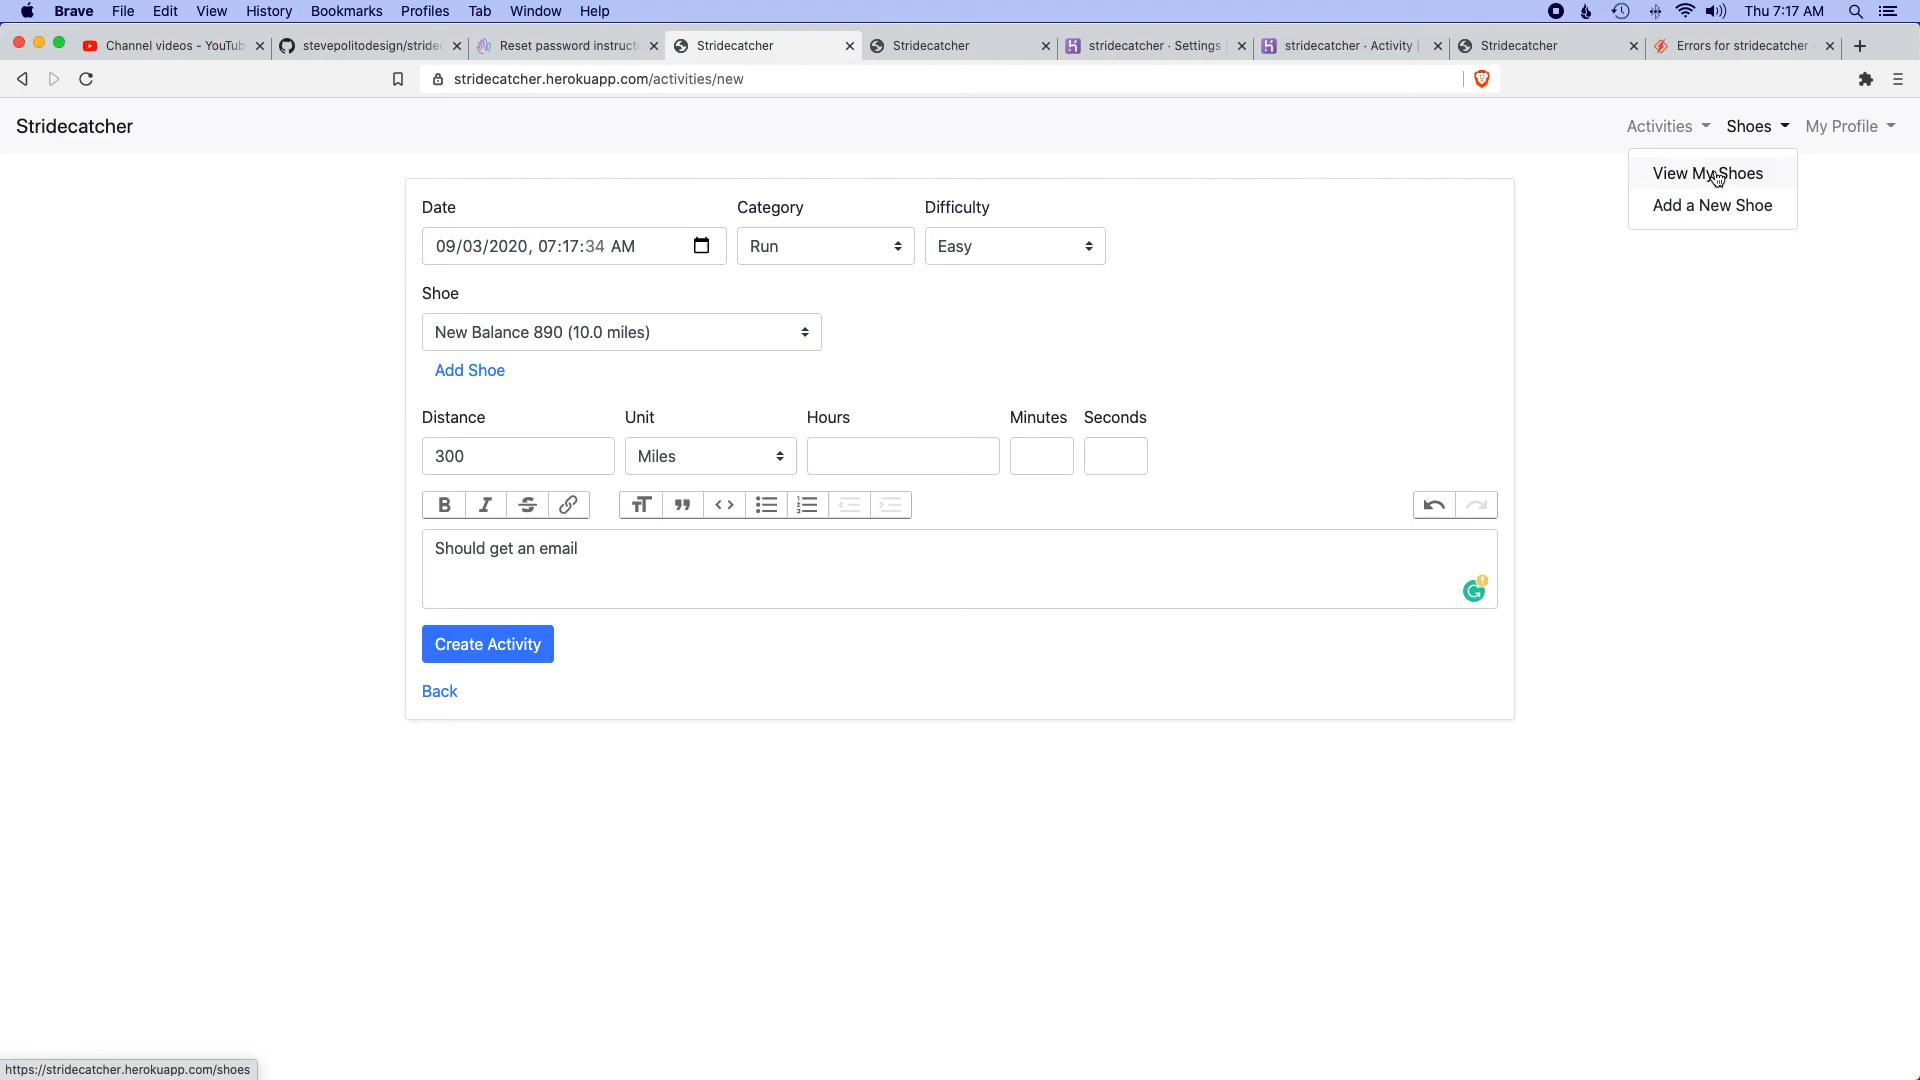 Brave File Edit View History Bookmarks Profiles Tab Window Help Thu 7:17 AM
Channel videos - YouTub stevepolitodesign/stridec Reset password instructi Stridecatcher Stridecatcher stridecatcher · Settings stridecatcher · Activity Stridecatcher Errors for stridecatcher
stridecatcher.herokuapp.com/activities/new
Stridecatcher Activities Shoes My Profile
View My Shoes
Add a New Shoe
Date Category Difficulty
09/03/2020, 07:17:34 AM Run Easy
Shoe
New Balance 890 (10.0 miles)
Add Shoe
Distance Unit Hours Minutes Seconds
300 Miles
Should get an email
Create Activity
Back
https://stridecatcher.herokuapp.com/shoes